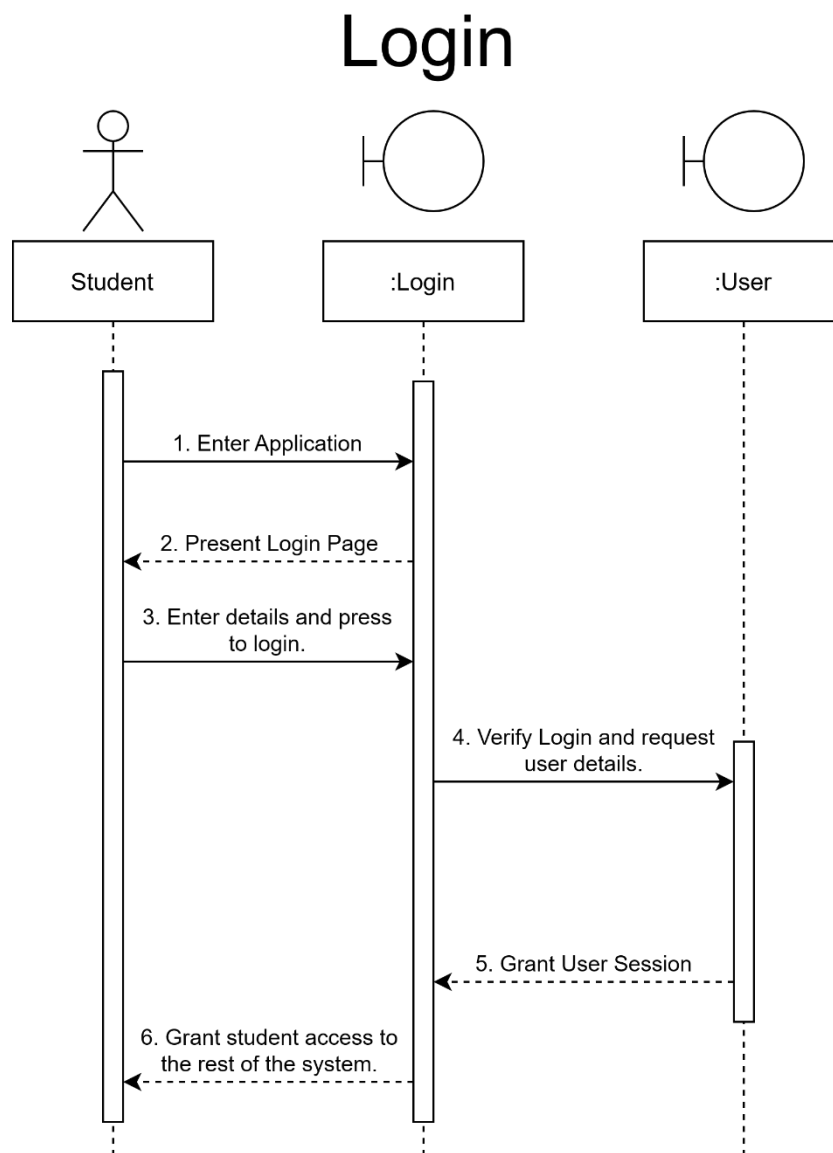 Login
Student
:Login
:User
1. Enter Application
2. Present Login Page
3. Enter details and press
to login.
4. Verify Login and request
user details.
5. Grant User Session
6. Grant student access to
the rest of the system.